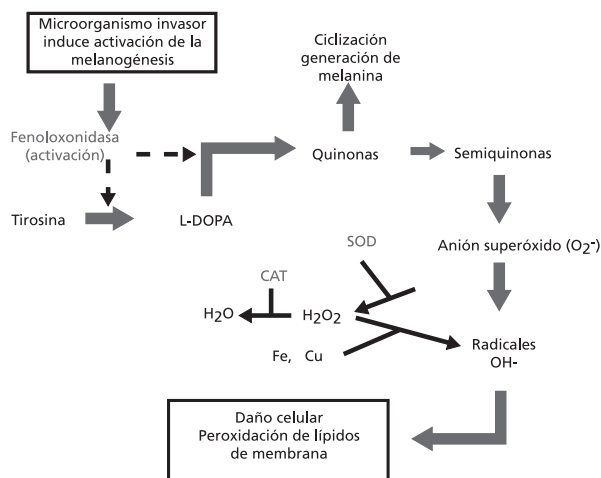 Microorganismo invasor
induce activación de la
melanogénesis
Ciclización
generación de
melanina
Fenoloxonidasa
(activación)
Quinonas
Semiquinonas
Tirosina
L-DOPA
Anión superóxido (O₂⁻)
SOD
CAT
H₂O
H₂O₂
Fe, Cu
Radicales
OH-
Daño celular
Peroxidación de lípidos
de membrana